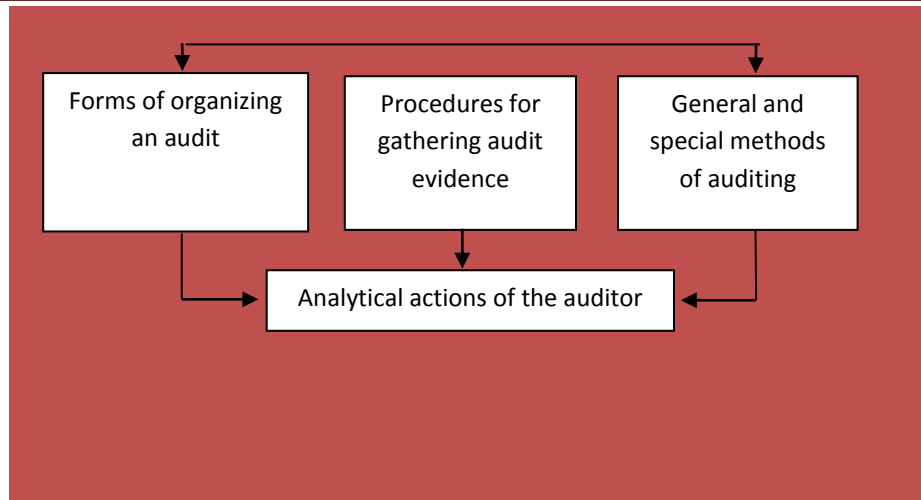 Forms of organizing
an audit
Procedures for
gathering audit
evidence
General and
special methods
of auditing
Analytical actions of the auditor